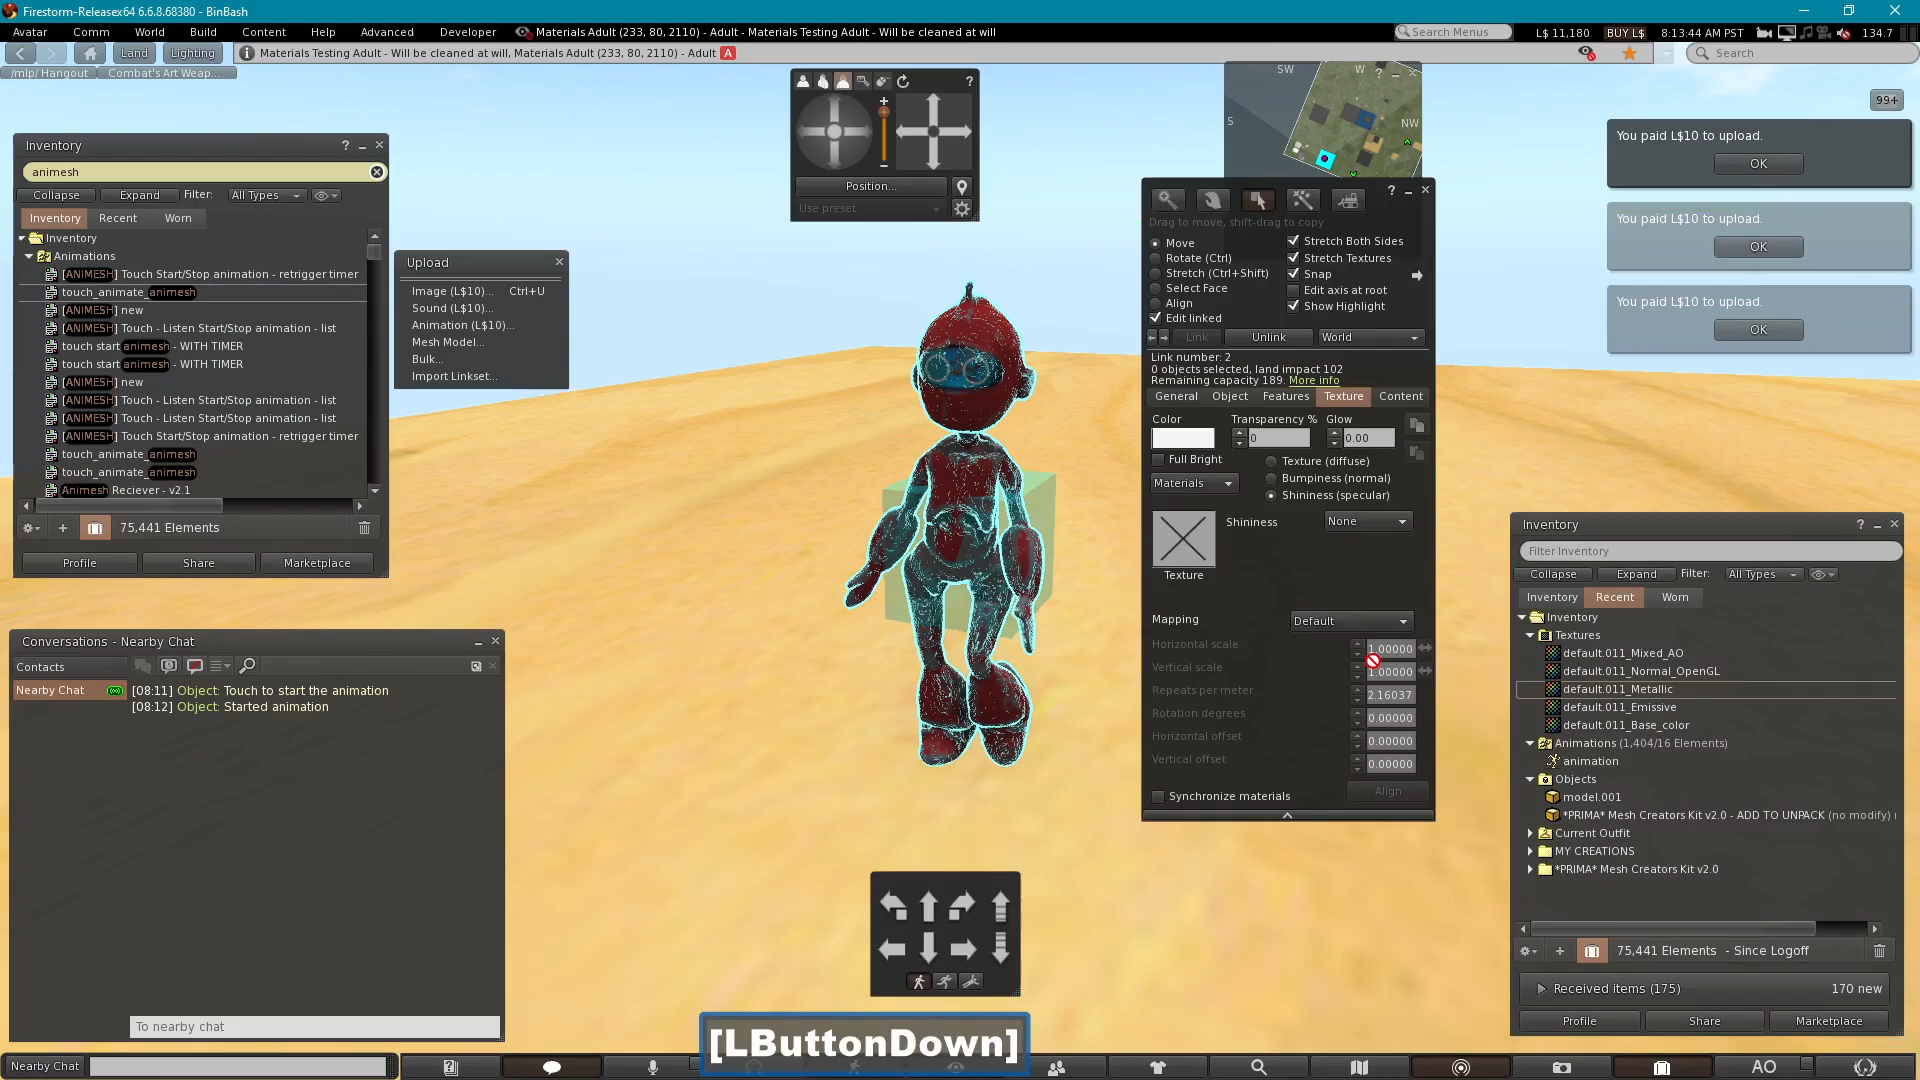 Firestorm-Releasex64 6.6.8.68380 - BinBash
Avatar Comm World Build Content Help Advanced Developer Materials Testing Adult - Will be cleaned at will, Materials Adult (233, 80, 2110) - Adult - Materials Testing Adult - Will be cleaned at will
Search Menus L$ 11,180 BUY L$ 8:13:44 AM PST 134.7
Land Lighting Materials Testing Adult - Will be cleaned at will, Materials Adult (233, 80, 2110) - Adult A Search
/mlp/ Hangout Combat's Art Weap...
99+
You paid L$10 to upload.
OK
You paid L$10 to upload.
OK
You paid L$10 to upload.
OK
SW W ?
S NW
?
Position...
Use preset
Inventory ?
animesh
Collapse Expand Filter: All Types
Inventory Recent Worn
Inventory
Animations
[ANIMESH] Touch Start/Stop animation - retrigger timer
touch_animate_animesh
[ANIMESH] new
[ANIMESH] Touch - Listen Start/Stop animation - list
touch start animesh - WITH TIMER
touch start animesh - WITH TIMER
[ANIMESH] new
[ANIMESH] Touch - Listen Start/Stop animation - list
[ANIMESH] Touch - Listen Start/Stop animation - list
[ANIMESH] Touch Start/Stop animation - retrigger timer
touch_animate_animesh
touch_animate_animesh
Animesh Reciever - v2.1
75,441 Elements
Profile Share Marketplace
Upload
Image (L$10)... Ctrl+U
Sound (L$10)...
Animation (L$10)...
Mesh Model...
Bulk...
Import Linkset...
?
Drag to move, shift-drag to copy
Move
Rotate (Ctrl)
Stretch (Ctrl+Shift)
Select Face
Align
Edit linked
Stretch Both Sides
Stretch Textures
Snap
Edit axis at root
Show Highlight
Link Unlink World
Link number: 2
0 objects selected, land impact 102
Remaining capacity 189. More info
General Object Features Texture Content
Color Transparency % Glow
0 0.00
Full Bright
Texture (diffuse)
Bumpiness (normal)
Shininess (specular)
Materials
Shininess None
Texture
Mapping Default
Horizontal scale 1.00000
Vertical scale 1.00000
Repeats per meter 2.16037
Rotation degrees 0.00000
Horizontal offset 0.00000
Vertical offset 0.00000
Synchronize materials Align
Inventory ?
Filter Inventory
Collapse Expand Filter: All Types
Inventory Recent Worn
Inventory
Textures
default.011_Mixed_AO
default.011_Normal_OpenGL
default.011_Metallic
default.011_Emissive
default.011_Base_color
Animations (1,404/16 Elements)
animation
Objects
model.001
*PRIMA* Mesh Creators Kit v2.0 - ADD TO UNPACK (no modify) (
Current Outfit
MY CREATIONS
*PRIMA* Mesh Creators Kit v2.0
75,441 Elements - Since Logoff
Received items (175) 170 new
Profile Share Marketplace
Conversations - Nearby Chat
Contacts
Nearby Chat
[08:11] Object: Touch to start the animation
[08:12] Object: Started animation
To nearby chat
[LButtonDown]
Nearby Chat
AO